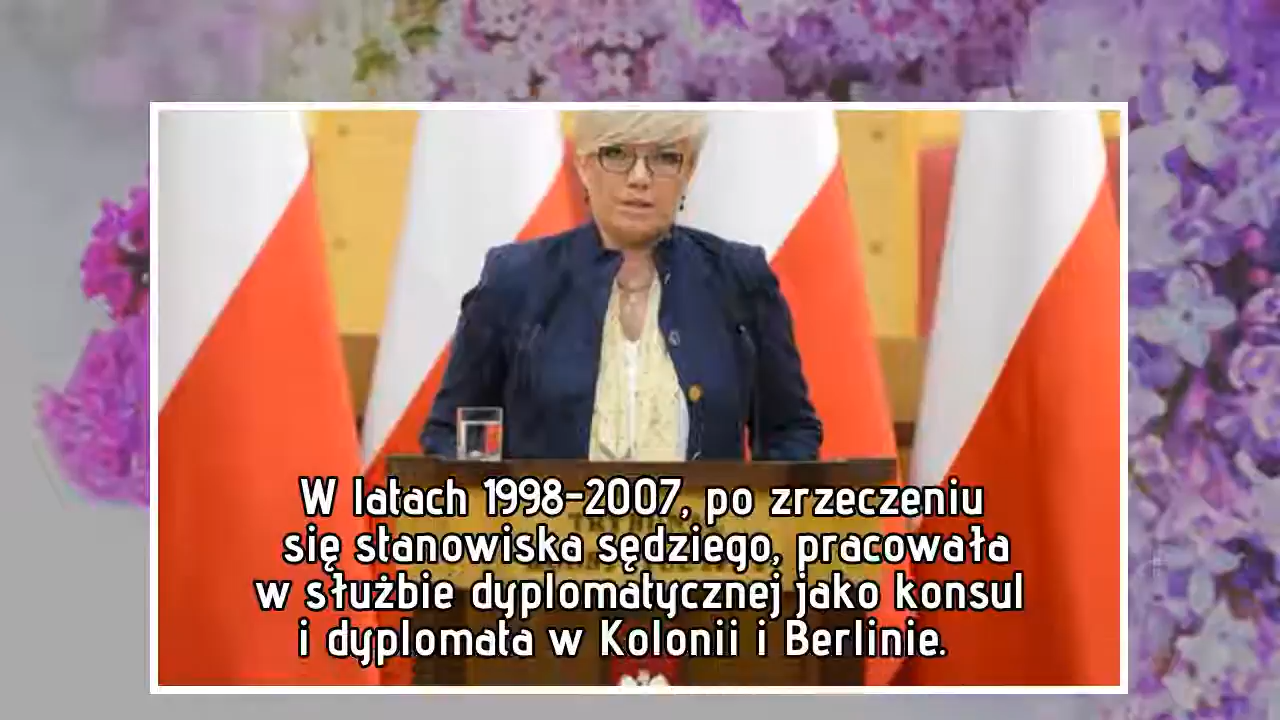 W latach 1998-2007, po zrzeczeniu
się stanowiska sędziego, pracowała
w służbie dyplomatycznej jako konsul
i dyplomata w Kolonii i Berlinie.